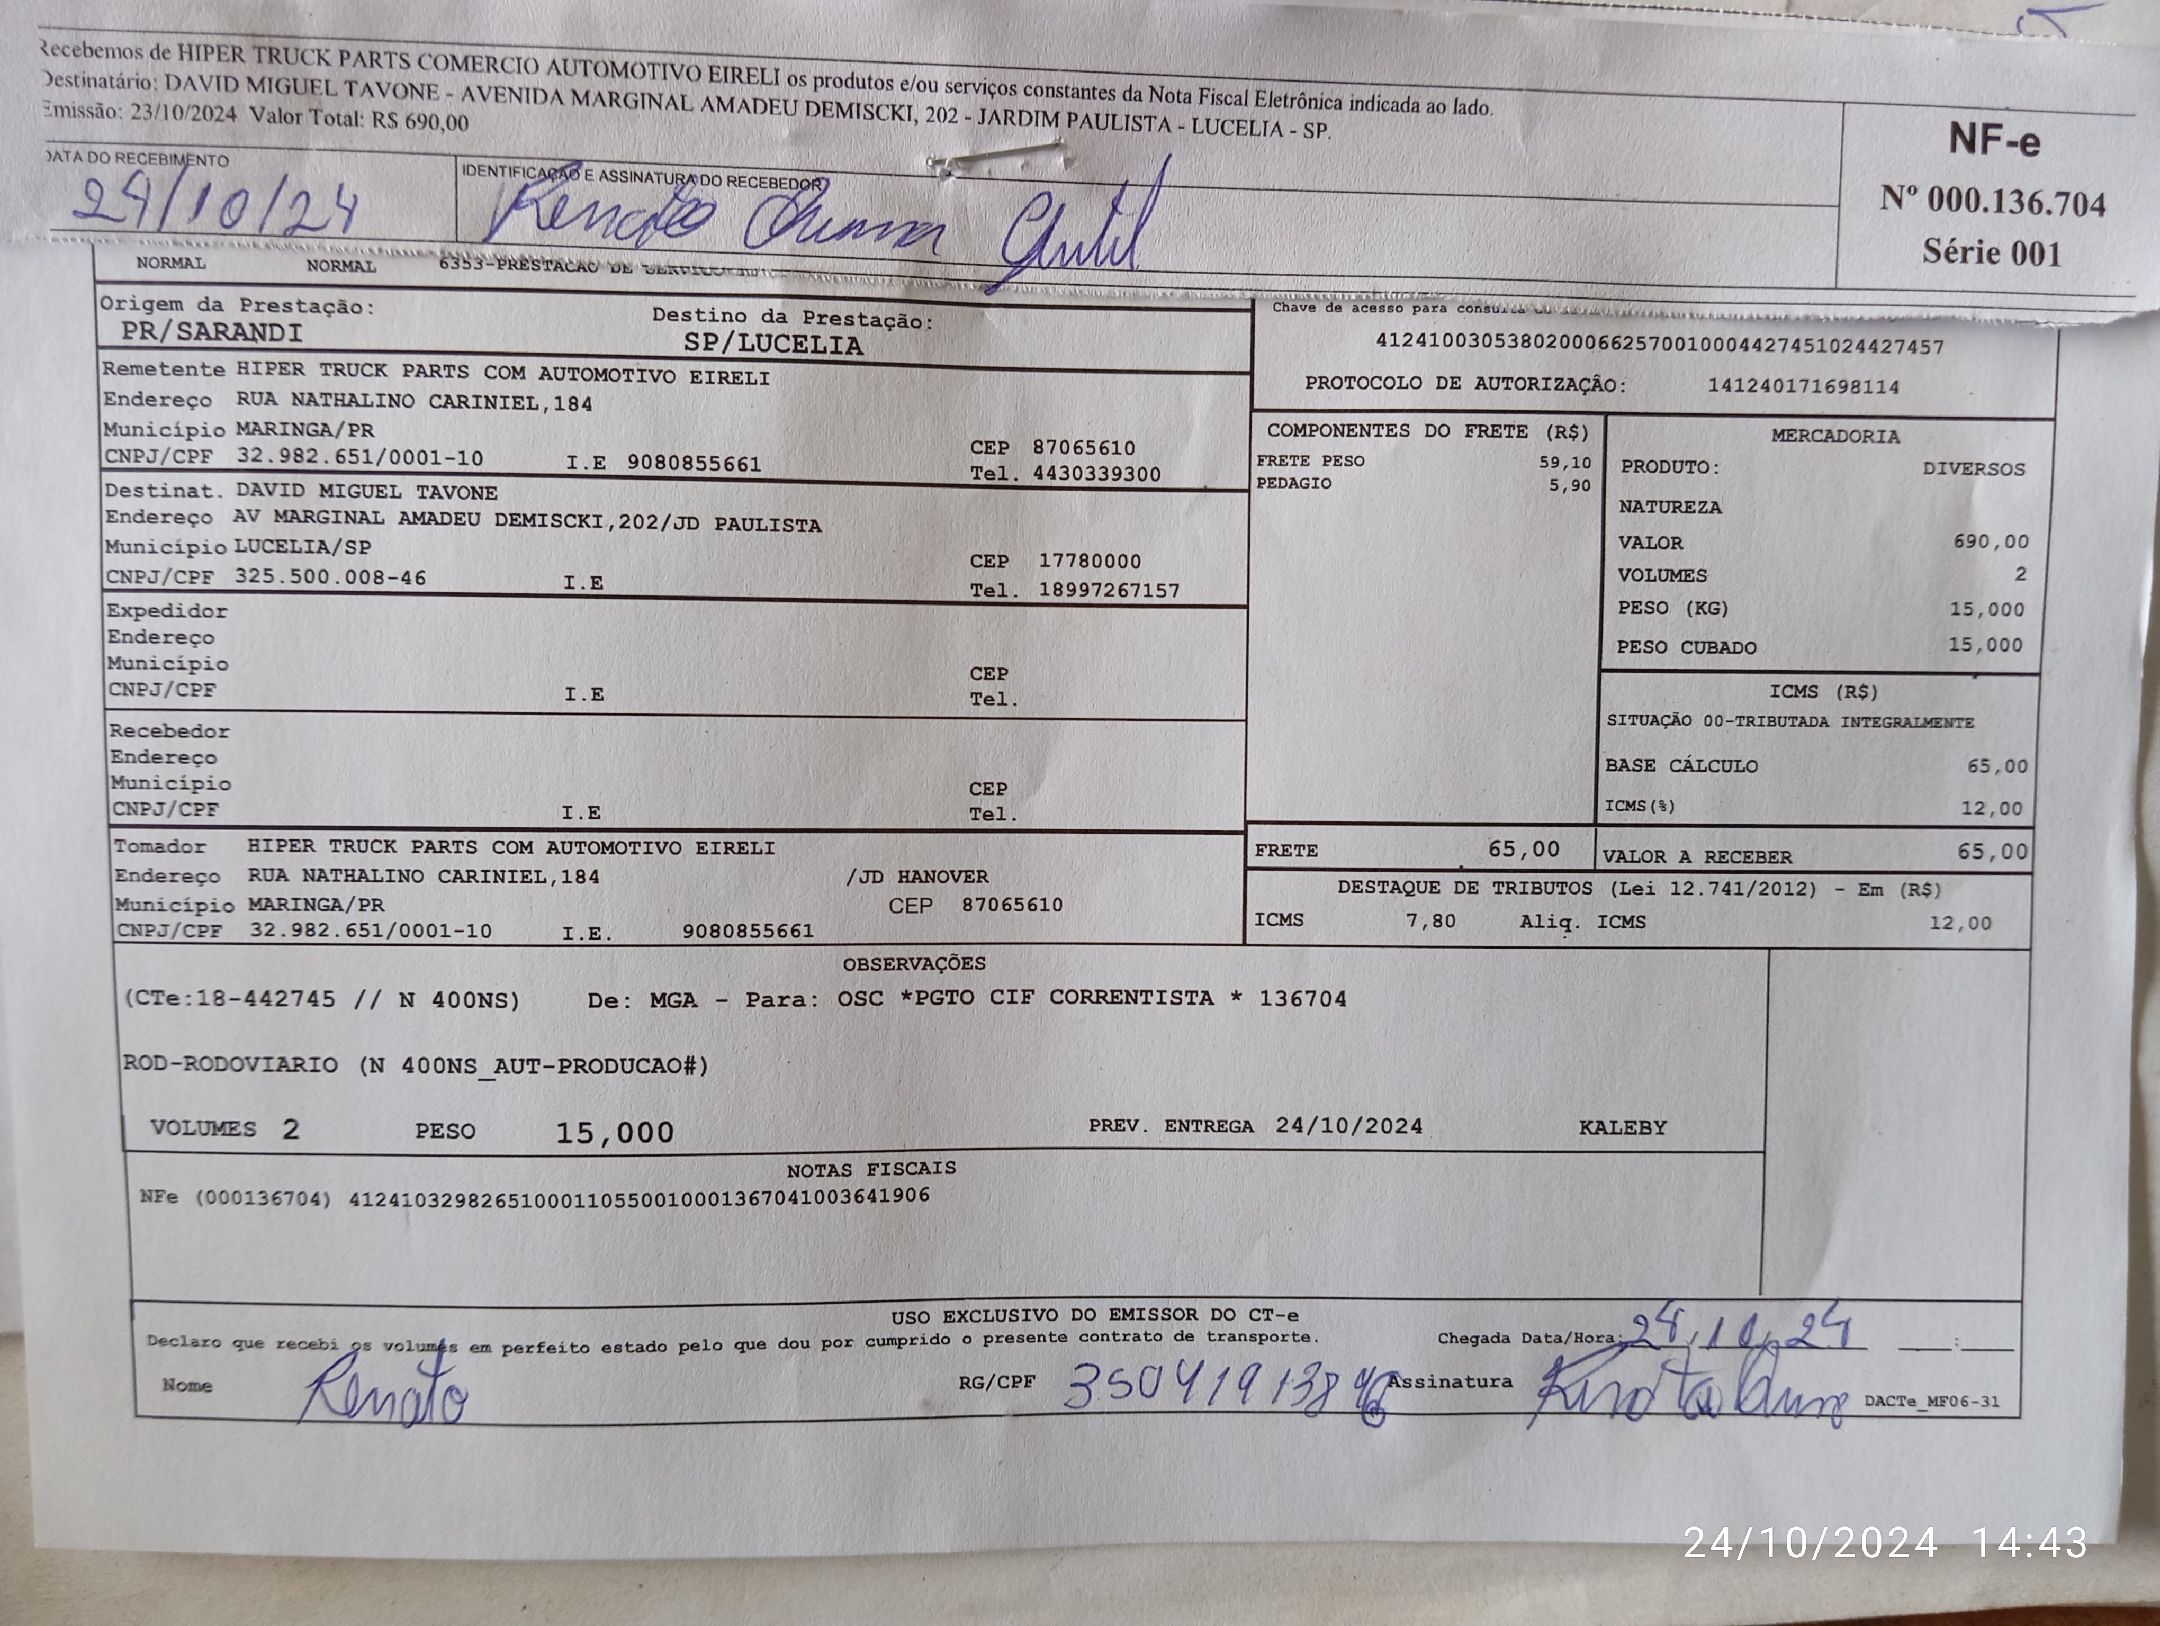 Recebemos de HIPER TRUCK PARTS COMERCIO AUTOMOTIVO EIRELI os produtos e/ou serviços constantes da Nota Fiscal Eletrônica indicada ao lado.
Destinatário: DAVID MIGUEL TAVONE - AVENIDA MARGINAL AMADEU DEMISCKI, 202 - JARDIM PAULISTA - LUCELIA - SP.
Emissão: 23/10/2024 Valor Total: R$ 690,00
NF-e
Nº 000.136.704
Série 001
DATA DO RECEBIMENTO
24/10/24
IDENTIFICAÇÃO E ASSINATURA DO RECEBEDOR
Renato
NORMAL NORMAL 6353-PRESTACAO DE
Origem da Prestação:
PR/SARANDI
Destino da Prestação:
SP/LUCELIA
Remetente HIPER TRUCK PARTS COM AUTOMOTIVO EIRELI
Endereço RUA NATHALINO CARINIEL,184
Município MARINGA/PR
CEP 87065610
CNPJ/CPF 32.982.651/0001-10 I.E 9080855661
Tel. 4430339300
Destinat. DAVID MIGUEL TAVONE
Endereço AV MARGINAL AMADEU DEMISCKI,202/JD PAULISTA
Município LUCELIA/SP
CEP 17780000
CNPJ/CPF 325.500.008-46 I.E
Tel. 18997267157
Expedidor
Endereço
Município
CEP
CNPJ/CPF I.E
Tel.
Recebedor
Endereço
Município
CEP
CNPJ/CPF I.E
Tel.
Tomador HIPER TRUCK PARTS COM AUTOMOTIVO EIRELI
Endereço RUA NATHALINO CARINIEL,184 /JD HANOVER
Município MARINGA/PR CEP 87065610
CNPJ/CPF 32.982.651/0001-10 I.E. 9080855661
Chave de acesso para
41241003053802000662570010004427451024427457
PROTOCOLO DE AUTORIZAÇÃO: 141240171698114
COMPONENTES DO FRETE (R$)
FRETE PESO 59,10
PEDAGIO 5,90
MERCADORIA
PRODUTO: DIVERSOS
NATUREZA
VALOR 690,00
VOLUMES 2
PESO (KG) 15,000
PESO CUBADO 15,000
ICMS (R$)
SITUAÇÃO 00-TRIBUTADA INTEGRALMENTE
BASE CÁLCULO 65,00
ICMS(%) 12,00
FRETE 65,00
VALOR A RECEBER 65,00
DESTAQUE DE TRIBUTOS (Lei 12.741/2012) - Em (R$)
ICMS 7,80 Aliq. ICMS 12,00
OBSERVAÇÕES
(CTe:18-442745 // N 400NS) De: MGA - Para: OSC *PGTO CIF CORRENTISTA * 136704
ROD-RODOVIARIO (N 400NS_AUT-PRODUCAO#)
VOLUMES 2 PESO 15,000 PREV. ENTREGA 24/10/2024 KALEBY
NOTAS FISCAIS
NFe (000136704) 41241032982651000110550010001367041003641906
USO EXCLUSIVO DO EMISSOR DO CT-e
Declaro que recebi os volumes em perfeito estado pelo que dou por cumprido o presente contrato de transporte.
Chegada Data/Hora: 24,10,24 :
Nome Renato
RG/CPF
Assinatura
DACTe_MF06-31
24/10/2024 14:43